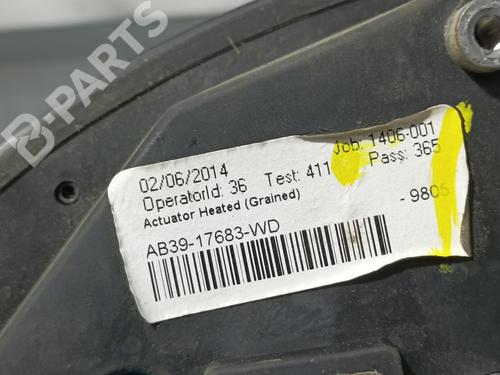 B-PARTS
02/06/2014 Job: 1406-001
OperatorId: 36 Test: 411 Pass: 365
Actuator Heated (Grained)
AB39-17683-WD - 9805